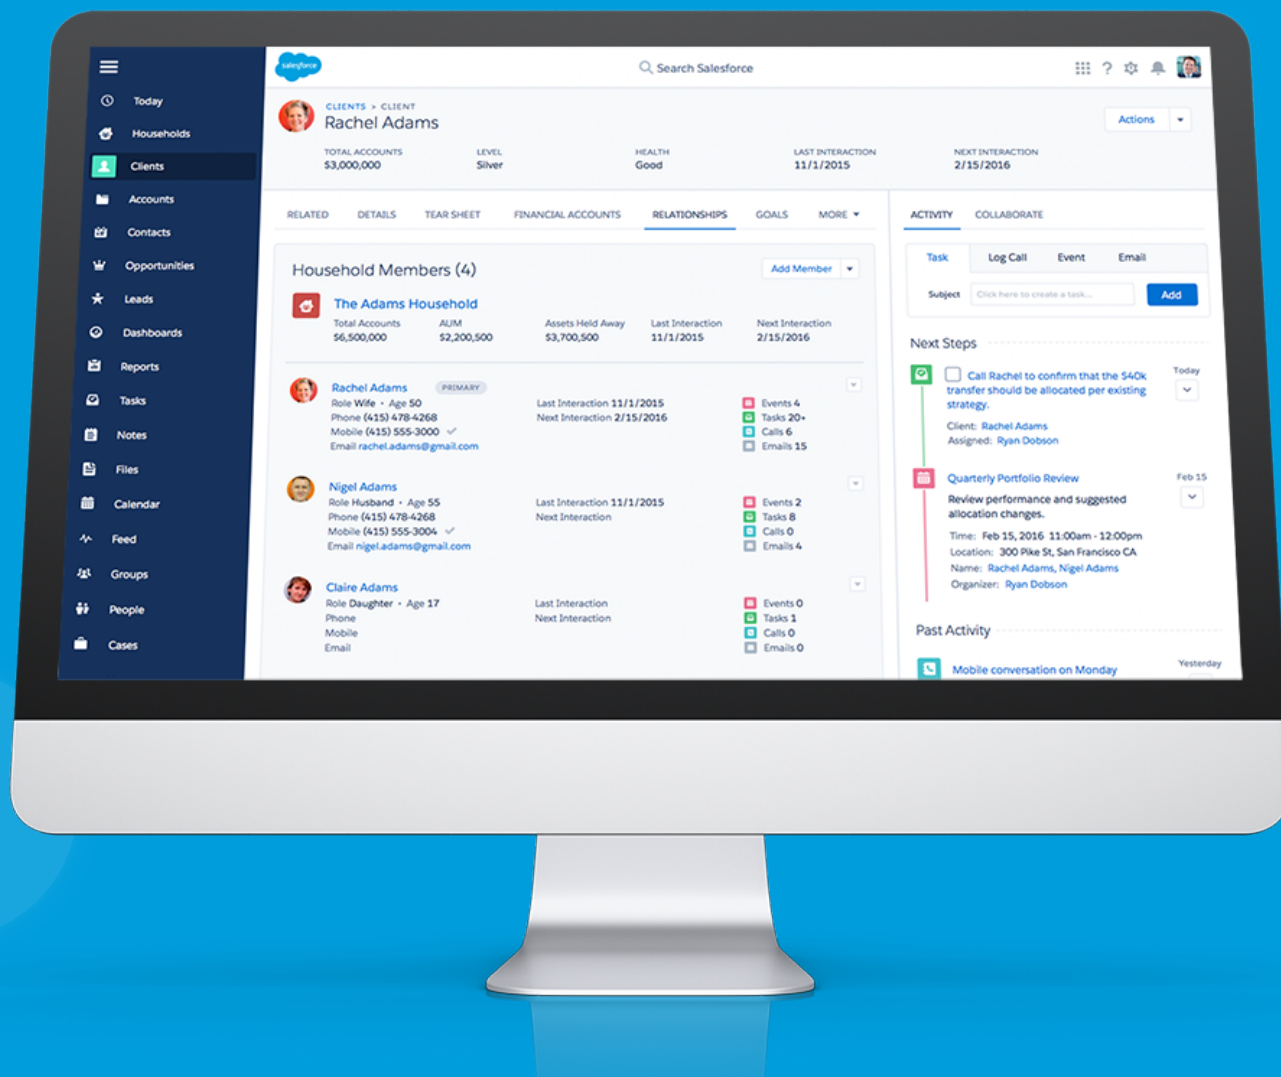 salesforce
Search Salesforce
?
Today
Households
Clients
Accounts
Contacts
Opportunities
Leads
Dashboards
Reports
Tasks
Notes
Files
Calendar
Feed
Groups
People
Cases
CLIENTS > CLIENT
Rachel Adams
Actions
TOTAL ACCOUNTS LEVEL HEALTH LAST INTERACTION NEXT INTERACTION
$3,000,000 Silver Good 11/1/2015 2/15/2016
RELATED DETAILS TEAR SHEET FINANCIAL ACCOUNTS RELATIONSHIPS GOALS MORE
Household Members (4)
Add Member
The Adams Household
Total Accounts AUM Assets Held Away Last Interaction Next Interaction
$6,500,000 $2,200,500 $3,700,500 11/1/2015 2/15/2016
Rachel Adams PRIMARY
Role Wife • Age 50 Last Interaction 11/1/2015 Events 4
Phone (415) 478-4268 Next Interaction 2/15/2016 Tasks 20+
Mobile (415) 555-3000 Calls 6
Email rachel.adams@gmail.com Emails 15
Nigel Adams
Role Husband • Age 55 Last Interaction 11/1/2015 Events 2
Phone (415) 478-4268 Next Interaction Tasks 8
Mobile (415) 555-3004 Calls 0
Email nigel.adams@gmail.com Emails 4
Claire Adams
Role Daughter • Age 17 Last Interaction Events 0
Phone Next Interaction Tasks 1
Mobile Calls 0
Email Emails 0
ACTIVITY COLLABORATE
Task Log Call Event Email
Subject Click here to create a task... Add
Next Steps
Call Rachel to confirm that the $40k Today
transfer should be allocated per existing
strategy.
Client: Rachel Adams
Assigned: Ryan Dobson
Quarterly Portfolio Review Feb 15
Review performance and suggested
allocation changes.
Time: Feb 15, 2016 11:00am - 12:00pm
Location: 300 Pike St, San Francisco CA
Name: Rachel Adams, Nigel Adams
Organizer: Ryan Dobson
Past Activity
Mobile conversation on Monday Yesterday